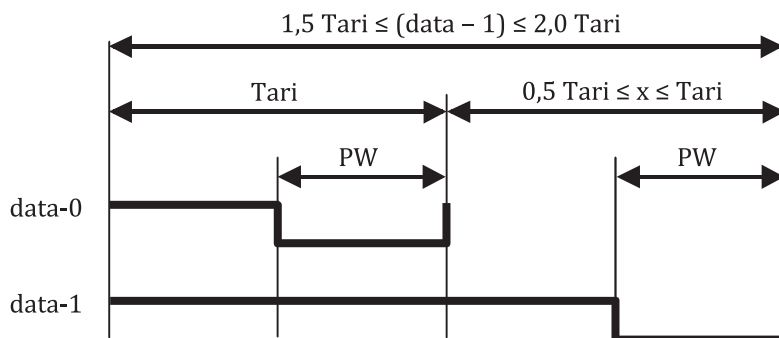 1,5 Tari ≤ (data – 1) ≤ 2,0 Tari
Tari
0,5 Tari ≤ x ≤ Tari
PW
PW
data-0
data-1